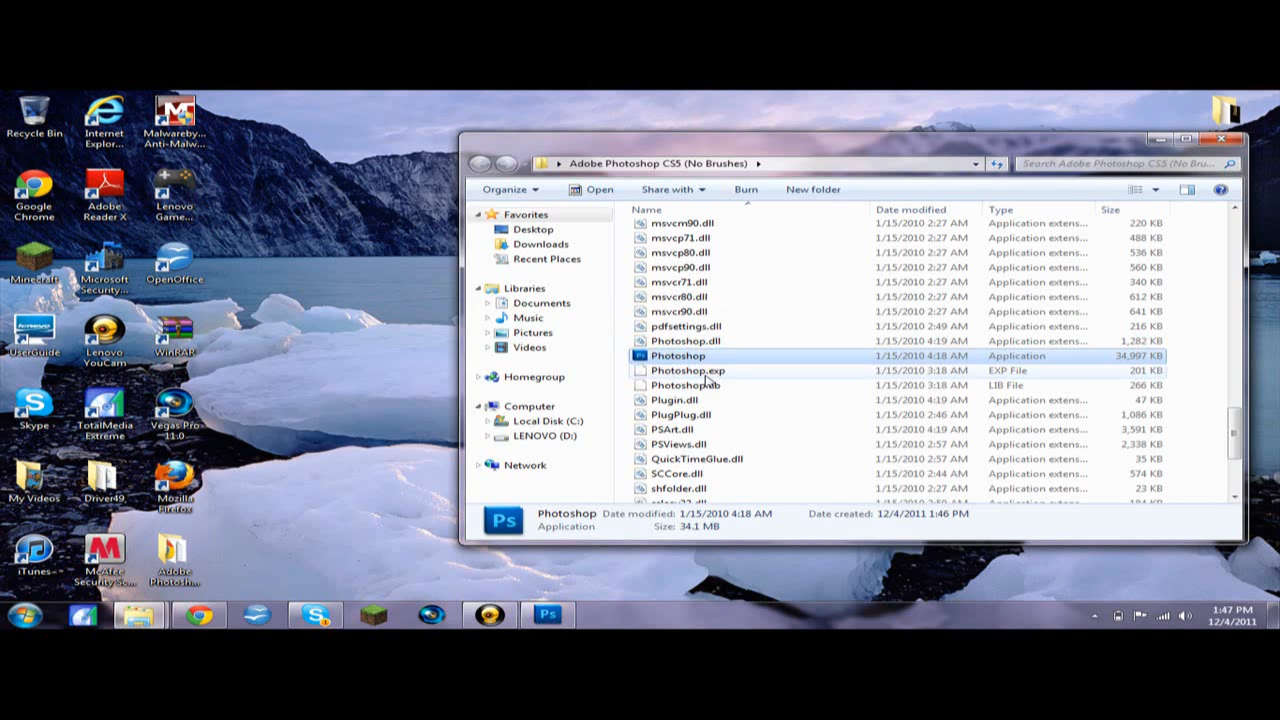 Recycle Bin
Internet Explor...
Malwareby... Anti-Malw...
Google Chrome
Adobe Reader X
Lenovo Game...
Minecraft
Microsoft Security...
OpenOffice
UserGuide
Lenovo YouCam
WinRAR
Skype
TotalMedia Extreme
Vegas Pro 11.0
My Videos
Driver49
Mozilla Firefox
iTunes
McAfee Security Sc...
Adobe Photosh...
Adobe Photoshop CS5 (No Brushes)
Search Adobe Photoshop CS5 (No Bru...
Organize Open Share with Burn New folder
Favorites
Desktop
Downloads
Recent Places
Libraries
Documents
Music
Pictures
Videos
Homegroup
Computer
Local Disk (C:)
LENOVO (D:)
Network
Name Date modified Type Size
msvcm90.dll 1/15/2010 2:27 AM Application extens... 220 KB
msvcp71.dll 1/15/2010 2:27 AM Application extens... 488 KB
msvcp80.dll 1/15/2010 2:27 AM Application extens... 536 KB
msvcp90.dll 1/15/2010 2:27 AM Application extens... 560 KB
msvcr71.dll 1/15/2010 2:27 AM Application extens... 340 KB
msvcr80.dll 1/15/2010 2:27 AM Application extens... 612 KB
msvcr90.dll 1/15/2010 2:27 AM Application extens... 641 KB
pdfsettings.dll 1/15/2010 2:49 AM Application extens... 216 KB
Photoshop.dll 1/15/2010 4:19 AM Application extens... 1,282 KB
Photoshop 1/15/2010 4:18 AM Application 34,997 KB
Photoshop.exp 1/15/2010 3:18 AM EXP File 201 KB
1/15/2010 3:18 AM LIB File 266 KB
Plugin.dll 1/15/2010 4:19 AM Application extens... 47 KB
PlugPlug.dll 1/15/2010 2:46 AM Application extens... 1,086 KB
PSArt.dll 1/15/2010 4:19 AM Application extens... 3,591 KB
PSViews.dll 1/15/2010 2:57 AM Application extens... 2,338 KB
QuickTimeGlue.dll 1/15/2010 2:57 AM Application extens... 35 KB
SCCore.dll 1/15/2010 2:44 AM Application extens... 574 KB
shfolder.dll 1/15/2010 2:27 AM Application extens... 23 KB
Ps
Photoshop Date modified: 1/15/2010 4:18 AM Date created: 12/4/2011 1:46 PM
Application Size: 34.1 MB
Ps
1:47 PM
12/4/2011